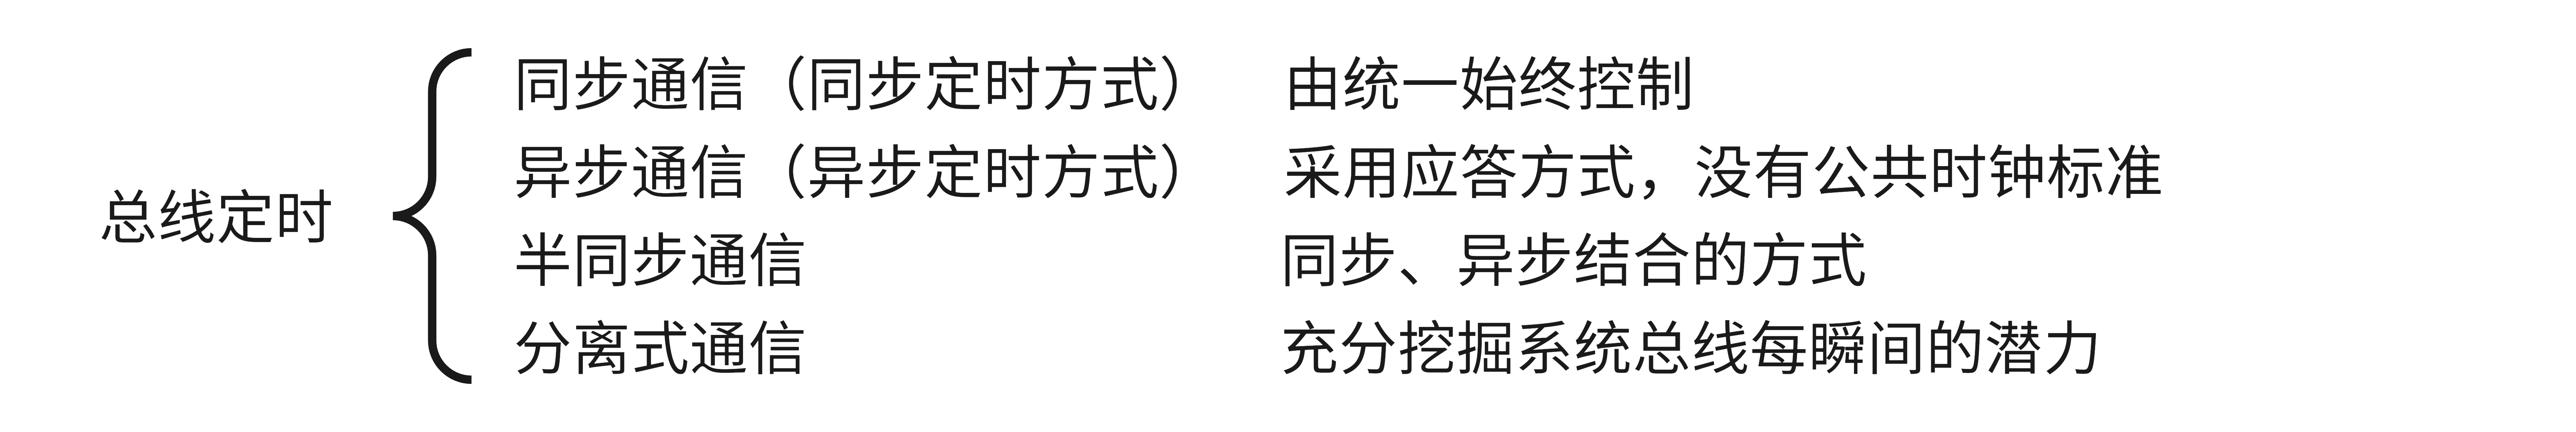 总线定时
同步通信（同步定时方式） 由统一始终控制
异步通信（异步定时方式） 采用应答方式，没有公共时钟标准
半同步通信 同步、异步结合的方式
分离式通信 充分挖掘系统总线每瞬间的潜力